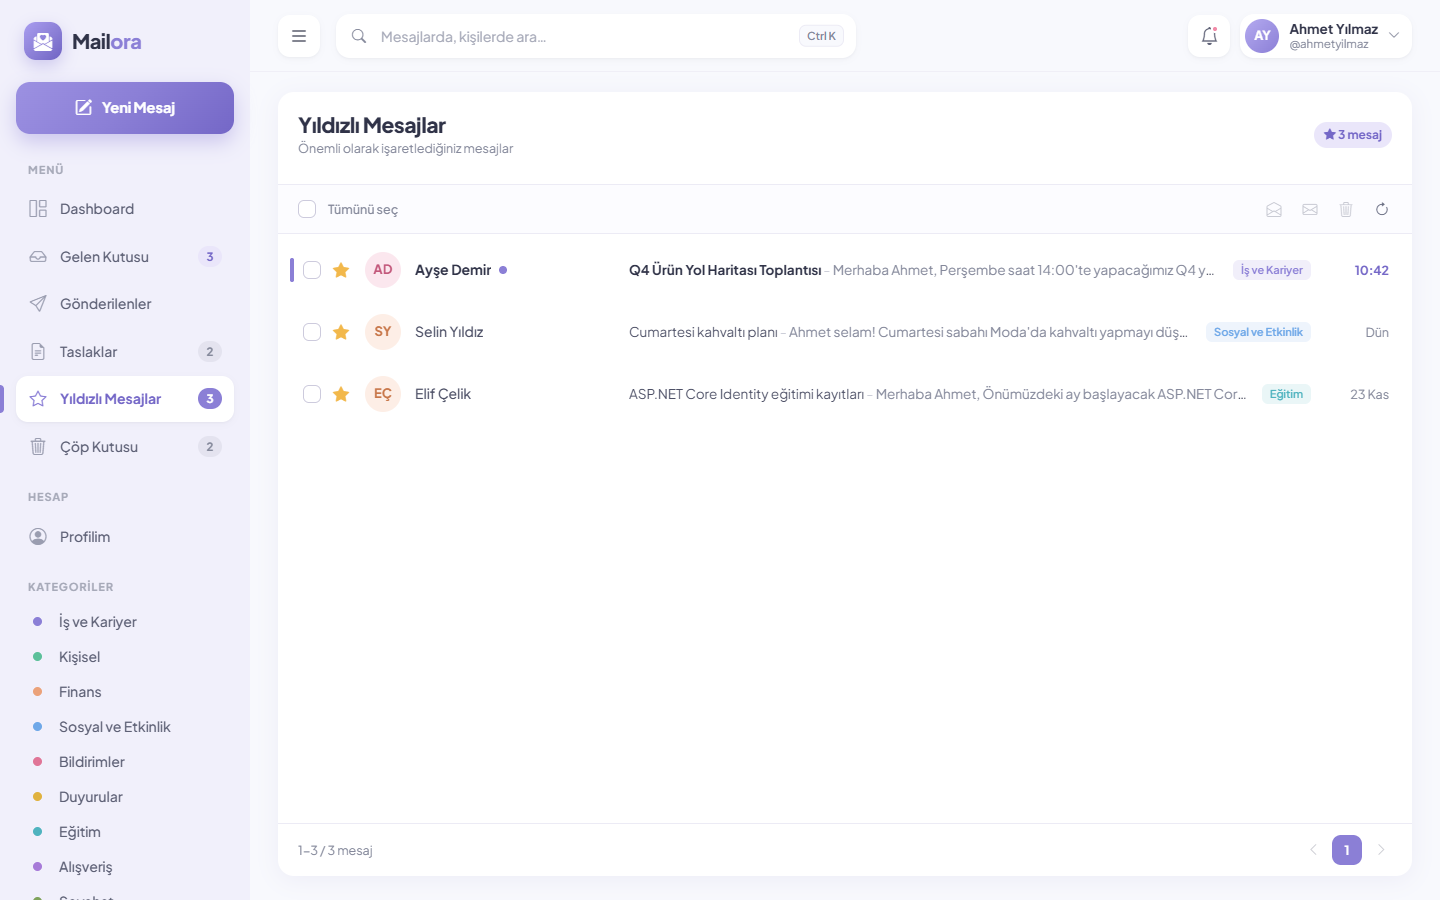 Mailora
Yeni Mesaj
MENÜ
Dashboard
Gelen Kutusu 3
Gönderilenler
Taslaklar 2
Yıldızlı Mesajlar 3
Çöp Kutusu 2
HESAP
Profilim
KATEGORİLER
İş ve Kariyer
Kişisel
Finans
Sosyal ve Etkinlik
Bildirimler
Duyurular
Eğitim
Alışveriş
Mesajlarda, kişilerde ara... Ctrl K
AY Ahmet Yılmaz
@ahmetyilmaz
Yıldızlı Mesajlar
Önemli olarak işaretlediğiniz mesajlar
3 mesaj
Tümünü seç
AD Ayşe Demir Q4 Ürün Yol Haritası Toplantısı - Merhaba Ahmet, Perşembe saat 14:00'te yapacağımız Q4 y... İş ve Kariyer 10:42
SY Selin Yıldız Cumartesi kahvaltı planı - Ahmet selam! Cumartesi sabahı Moda'da kahvaltı yapmayı düş... Sosyal ve Etkinlik Dün
EÇ Elif Çelik ASP.NET Core Identity eğitimi kayıtları - Merhaba Ahmet, Önümüzdeki ay başlayacak ASP.NET Cor... Eğitim 23 Kas
1-3 / 3 mesaj
1